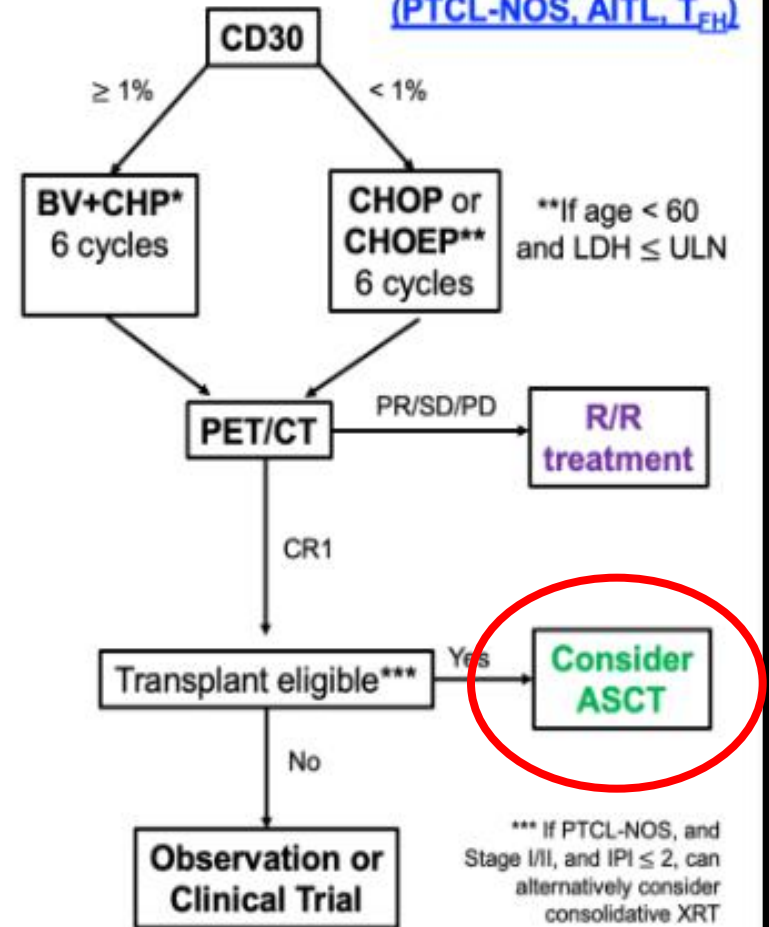 (PTCL-NOS, AITL, T_FH)
CD30
≥ 1%
< 1%
BV+CHP*
6 cycles
CHOP or
CHOEP**
6 cycles
**If age < 60
and LDH ≤ ULN
PET/CT
PR/SD/PD
R/R
treatment
CR1
Transplant eligible***
Yes
Consider
ASCT
No
Observation or
Clinical Trial
*** If PTCL-NOS, and
Stage I/II, and IPI ≤ 2, can
alternatively consider
consolidative XRT